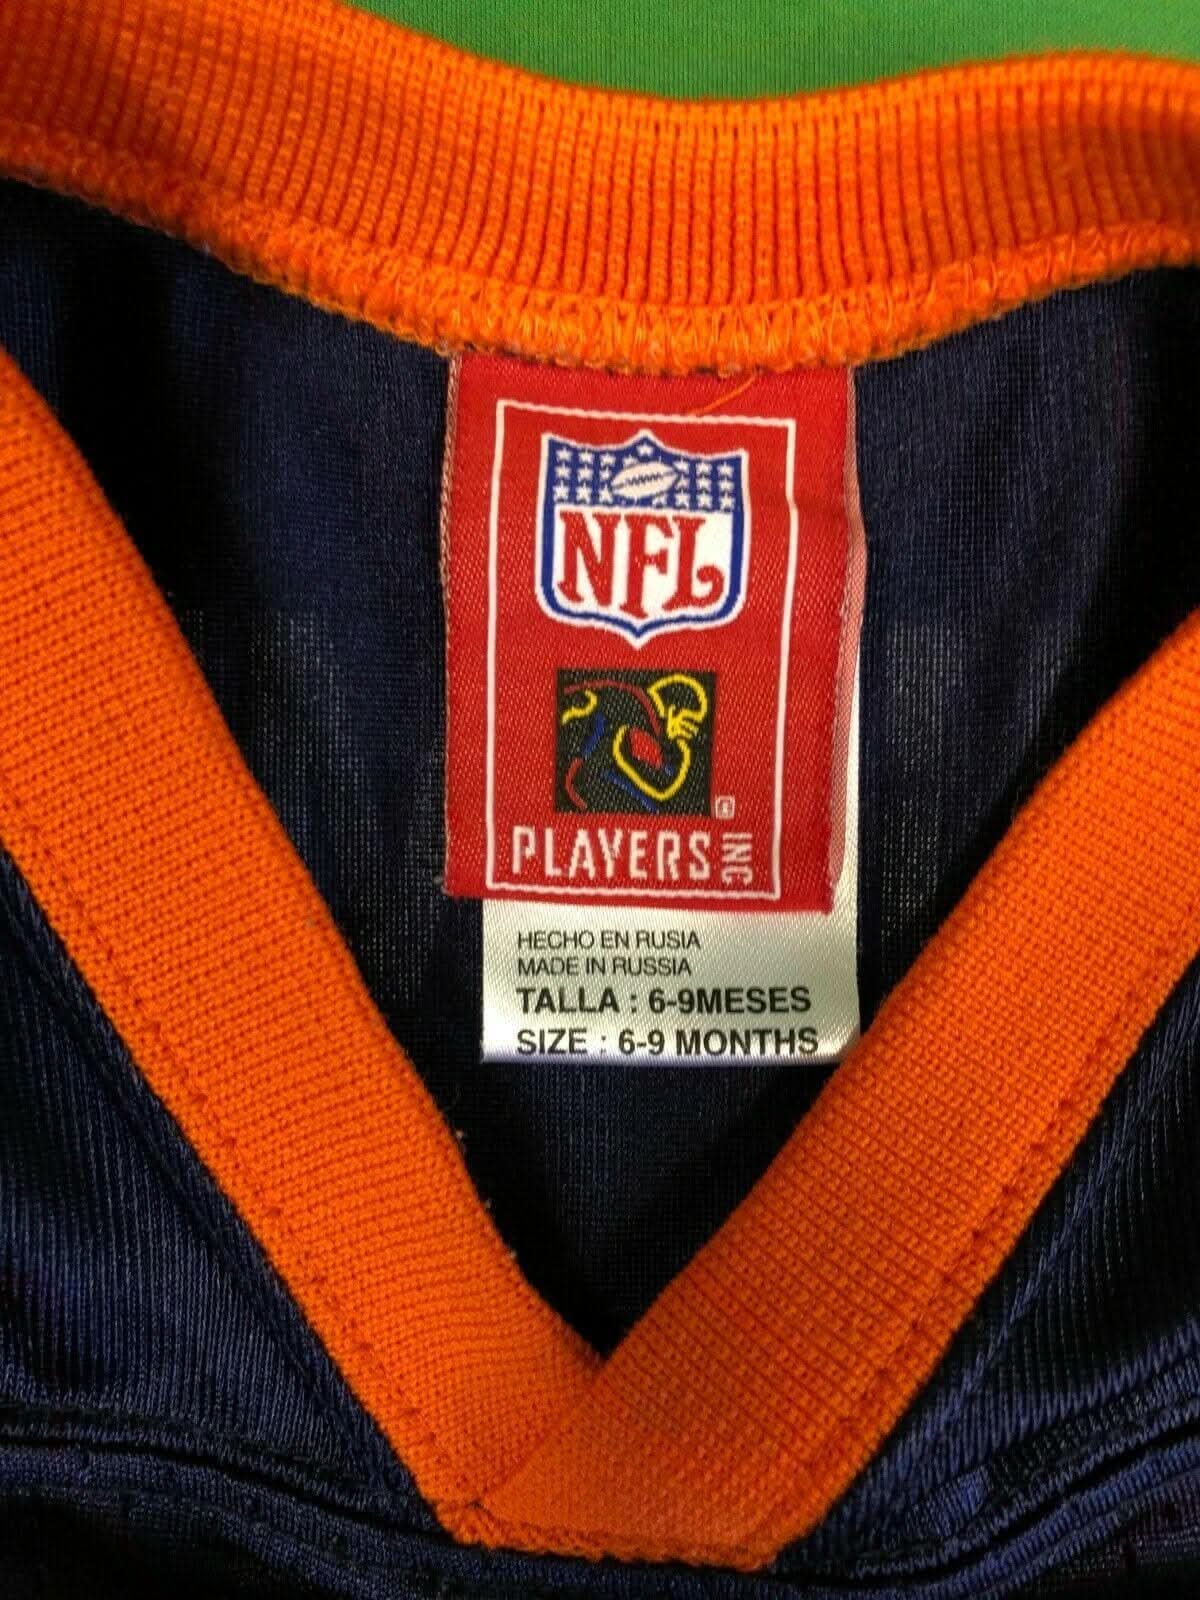 NFL
PLAYERS INC
HECHO EN RUSIA
MADE IN RUSSIA
TALLA : 6-9MESES
SIZE : 6-9 MONTHS